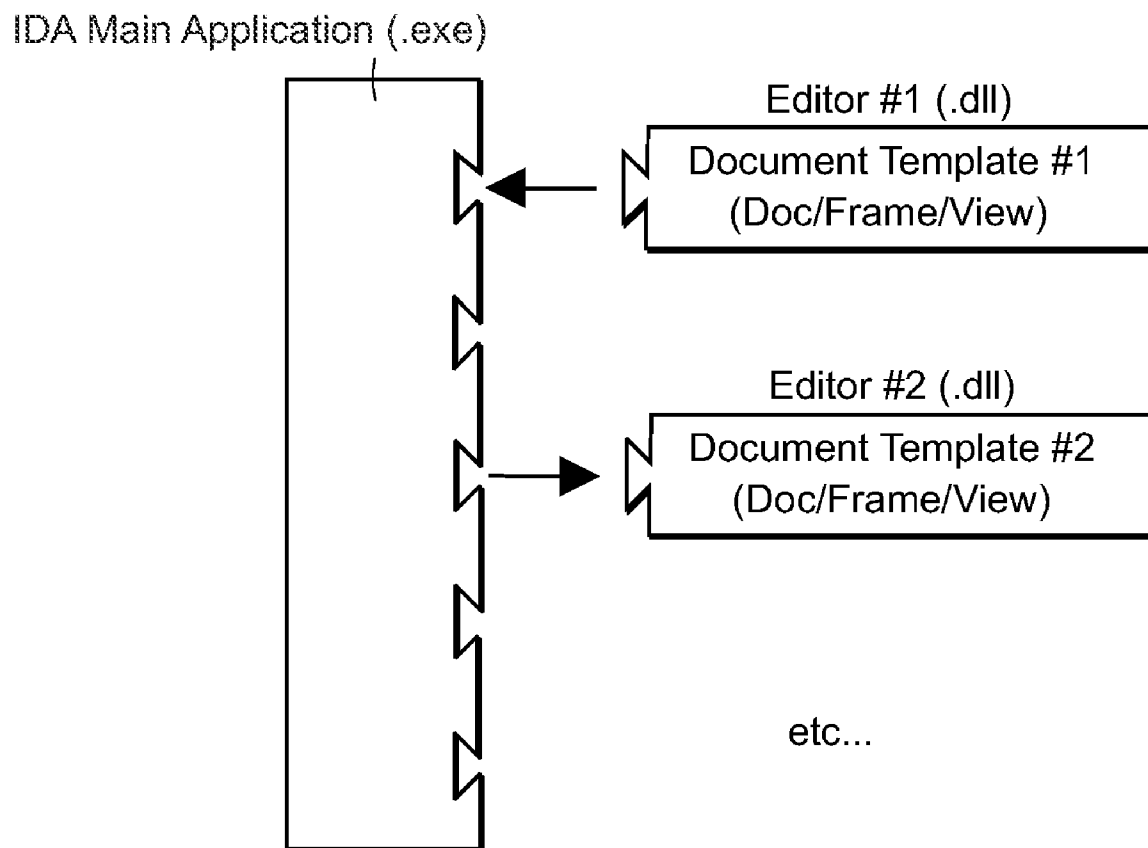 IDA Main Application (.exe)
Editor #1 (.dll)
Document Template #1
(Doc/Frame/View)
Editor #2 (.dll)
Document Template #2
(Doc/Frame/View)
etc...